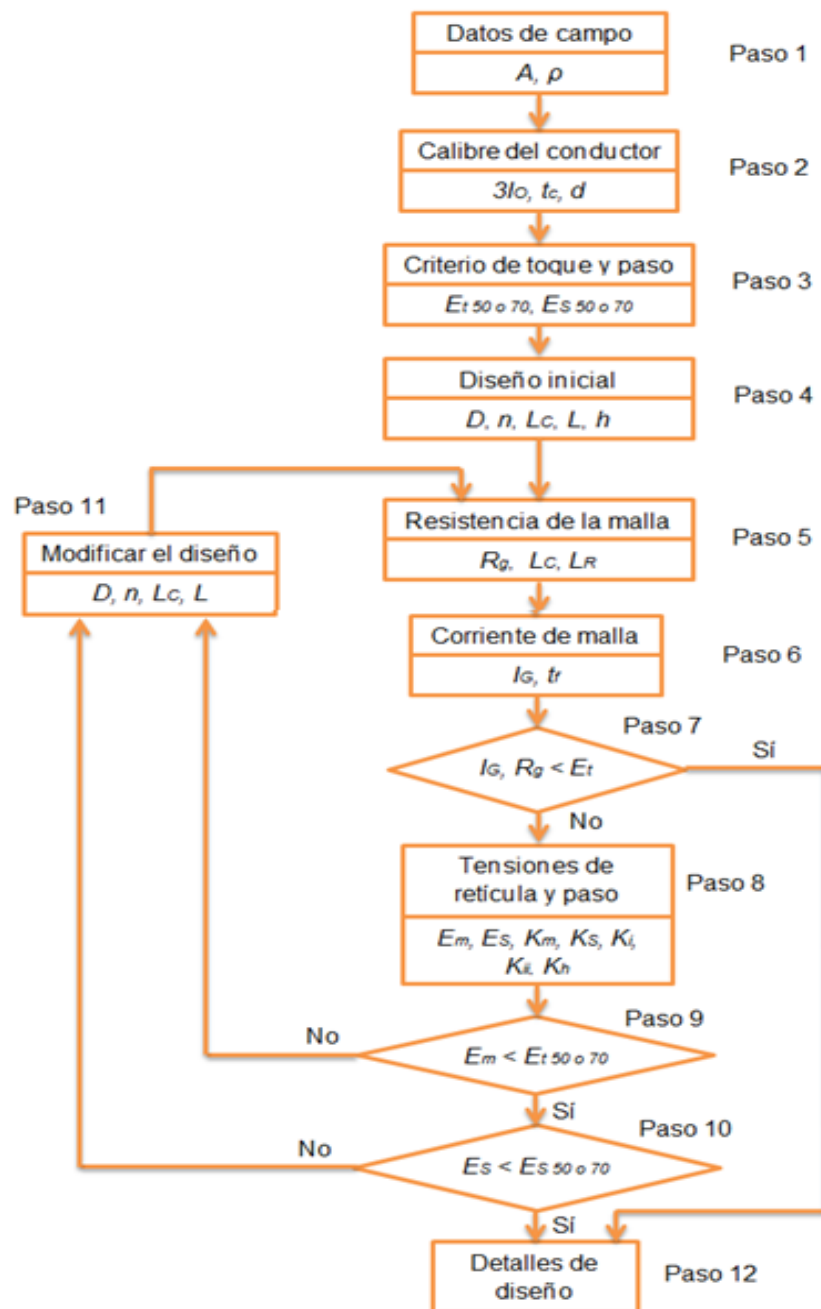 Datos de campo
Paso 1
A, ρ
Calibre del conductor
Paso 2
3IO, tc, d
Criterio de toque y paso
Paso 3
Et 50 o 70, ES 50 o 70
Diseño inicial
Paso 4
D, n, LC, L, h
Paso 11
Modificar el diseño
D, n, LC, L
Resistencia de la malla
Paso 5
Rg, LC, LR
Corriente de malla
Paso 6
IG, tf
Paso 7
IG, Rg < Et
Sí
No
Tensiones de
retícula y paso
Paso 8
Em, ES, Km, KS, Ki,
Kii, Kh
Paso 9
No
Em < Et 50 o 70
Sí
Paso 10
No
ES < ES 50 o 70
Sí
Detalles de
diseño
Paso 12